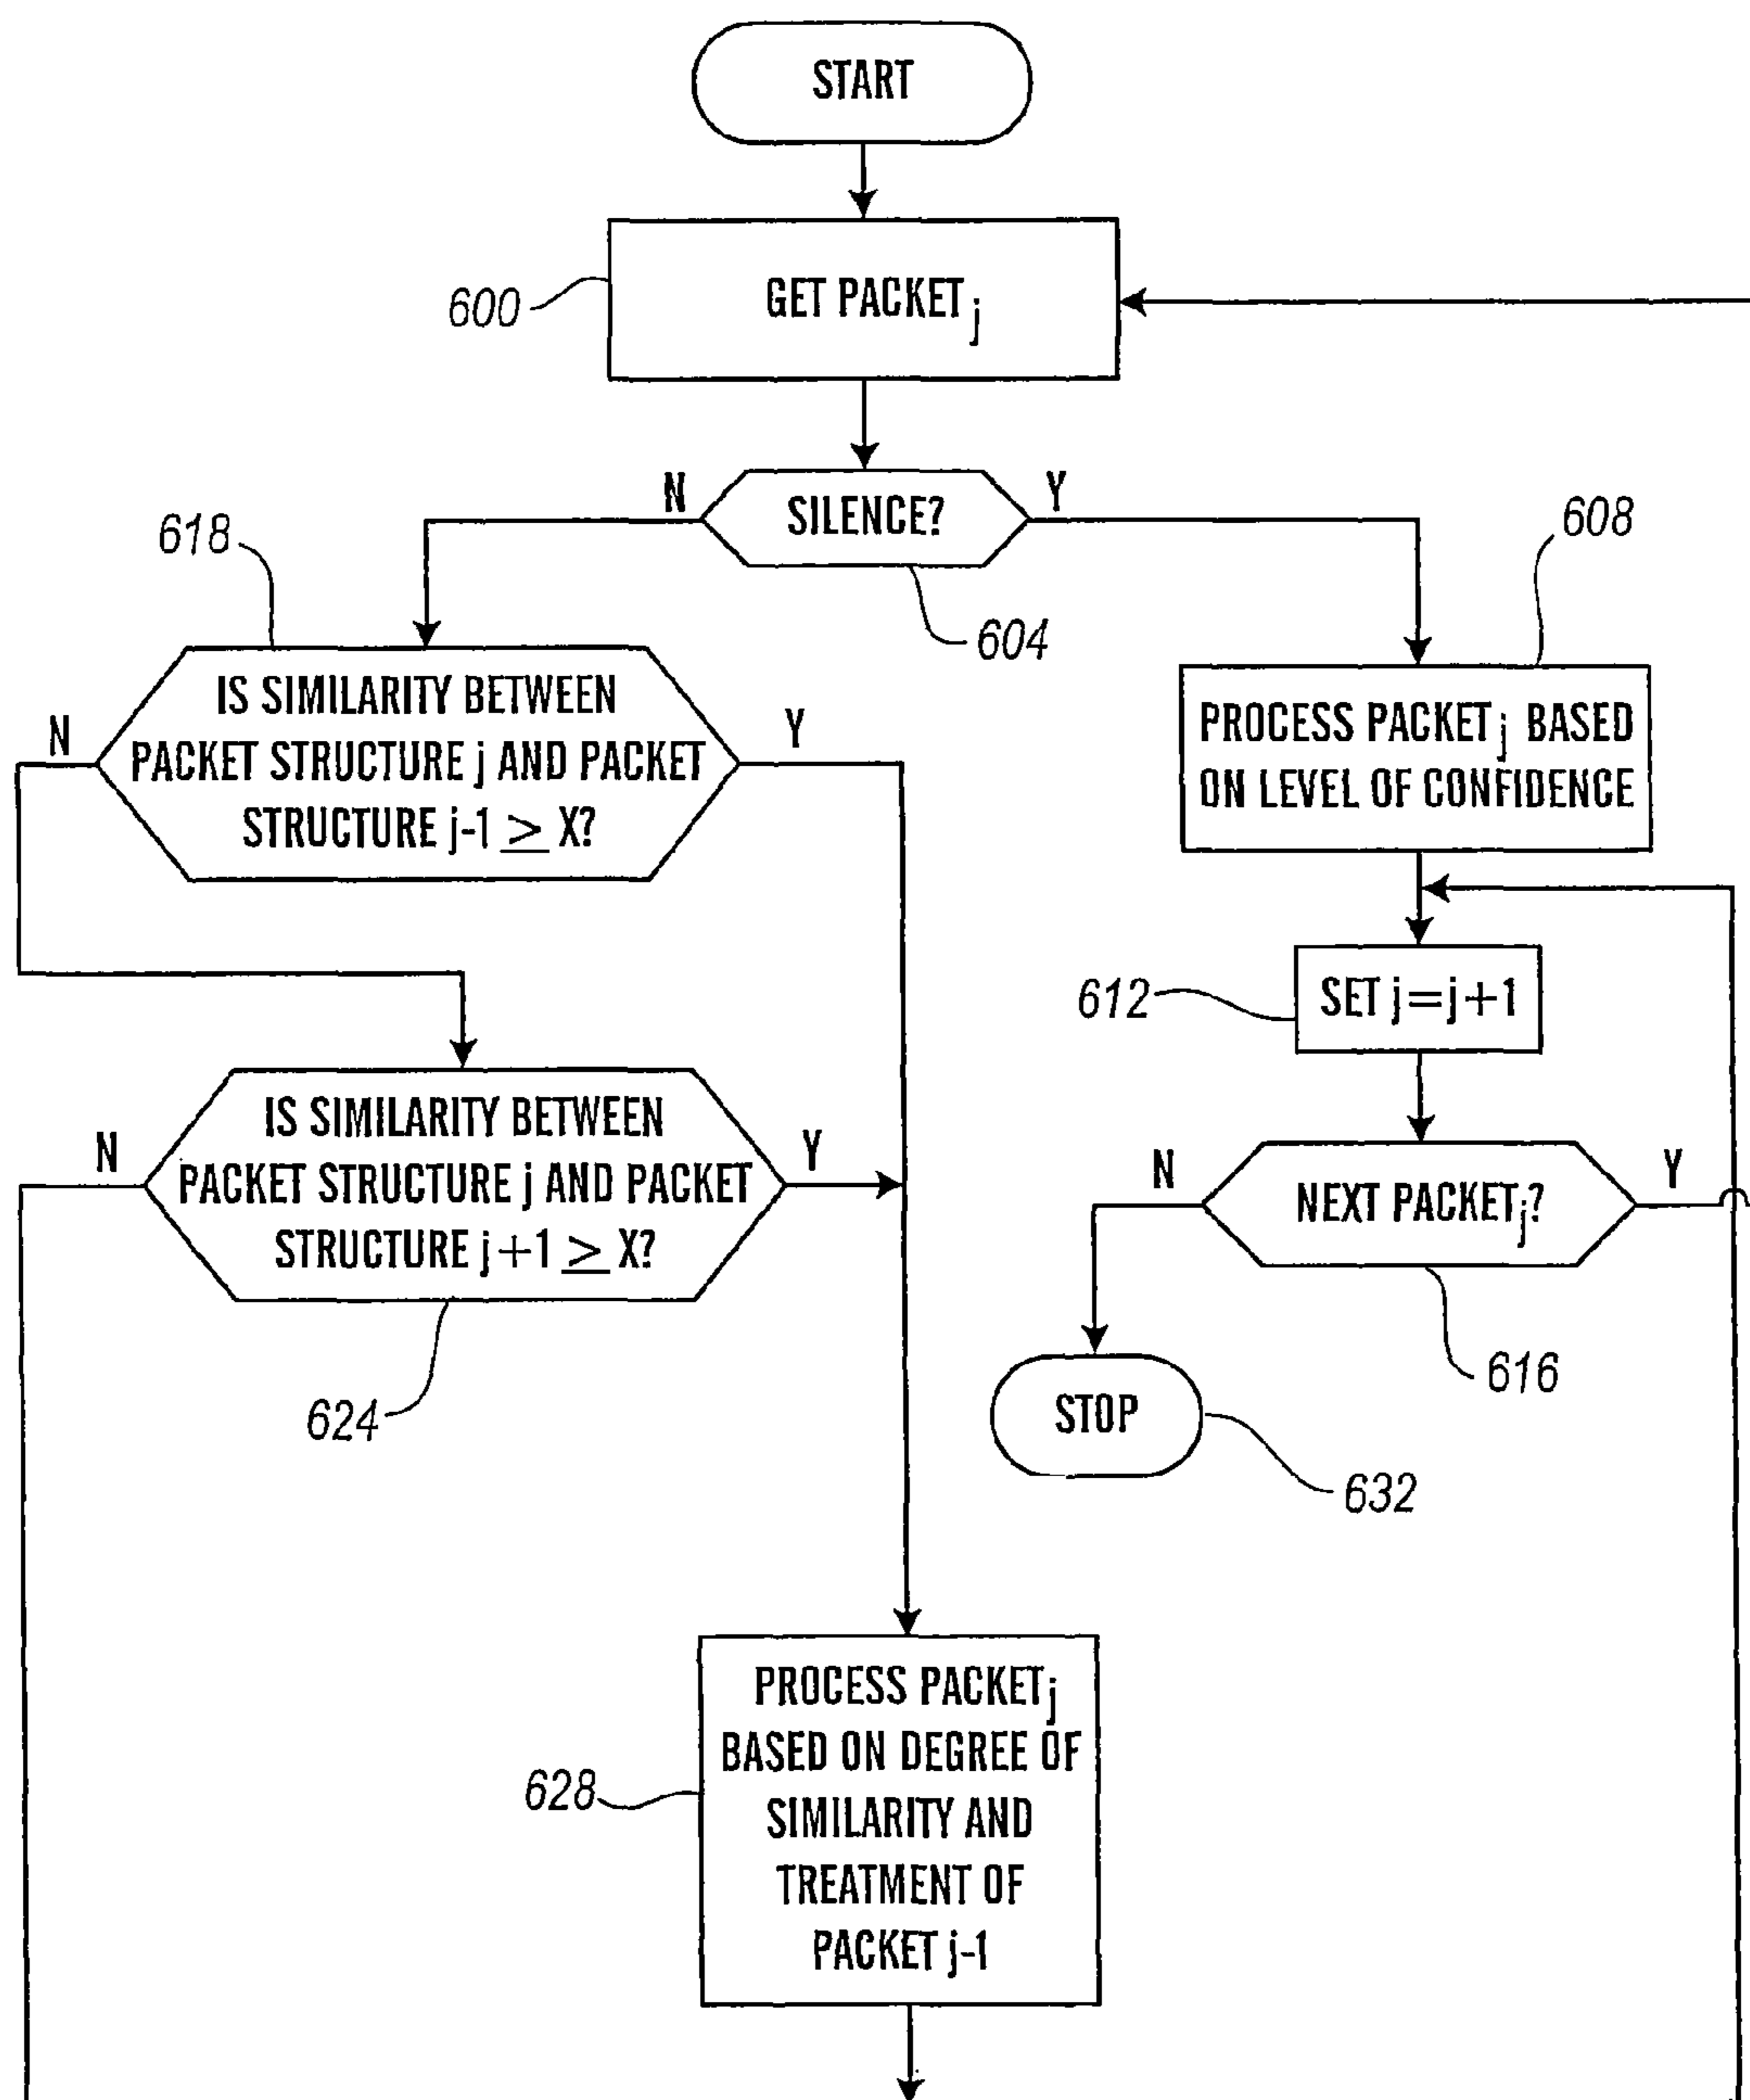 START
600
GET PACKET j
N
SILENCE?
Y
604
618
608
IS SIMILARITY BETWEEN
PACKET STRUCTURE j AND PACKET
STRUCTURE j-1 ≥ X?
N
Y
PROCESS PACKET j BASED
ON LEVEL OF CONFIDENCE
612
SET j=j+1
IS SIMILARITY BETWEEN
PACKET STRUCTURE j AND PACKET
STRUCTURE j+1 ≥ X?
N
Y
624
N
NEXT PACKET j?
Y
616
STOP
632
628
PROCESS PACKET j
BASED ON DEGREE OF
SIMILARITY AND
TREATMENT OF
PACKET j-1